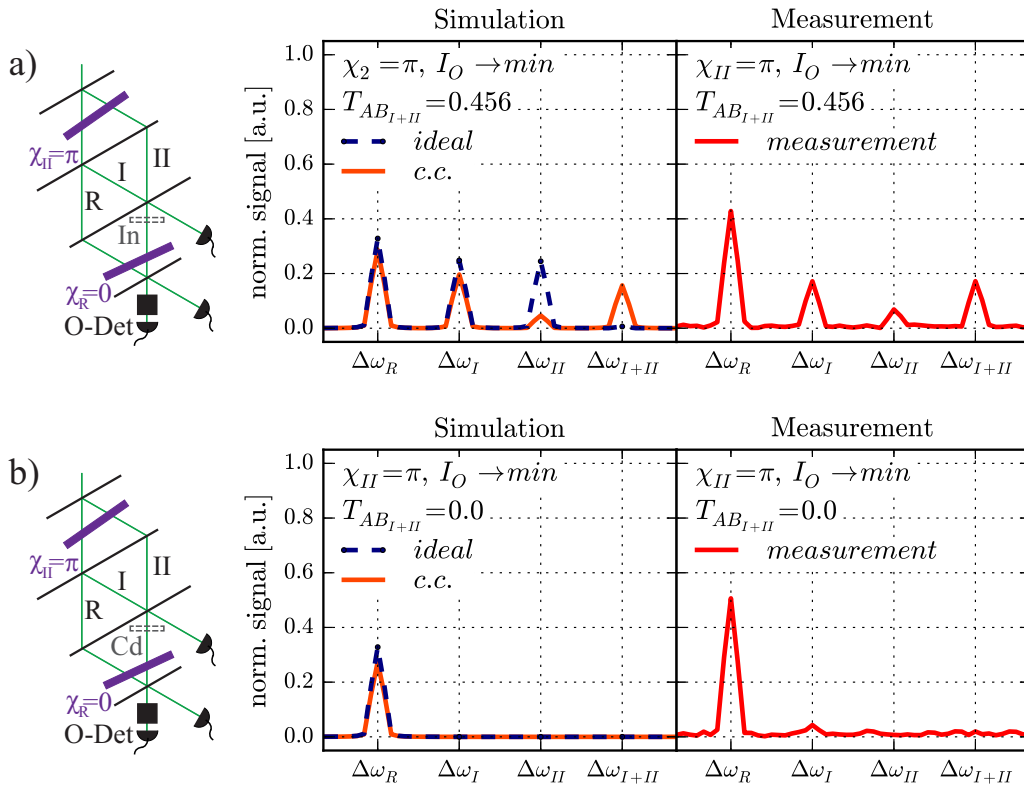 a)
χII=π
I
II
R
In
χR=0
O-Det
Simulation
Measurement
norm. signal [a.u.]
1.0
0.8
0.6
0.4
0.2
0.0
χ2=π, IO→min
TABI+II=0.456
ideal
c.c.
χII=π, IO→min
TABI+II=0.456
measurement
ΔωR ΔωI ΔωII ΔωI+II
ΔωR ΔωI ΔωII ΔωI+II
b)
χII=π
I
II
R
Cd
χR=0
O-Det
Simulation
Measurement
norm. signal [a.u.]
1.0
0.8
0.6
0.4
0.2
0.0
χII=π, IO→min
TABI+II=0.0
ideal
c.c.
χII=π, IO→min
TABI+II=0.0
measurement
ΔωR ΔωI ΔωII ΔωI+II
ΔωR ΔωI ΔωII ΔωI+II